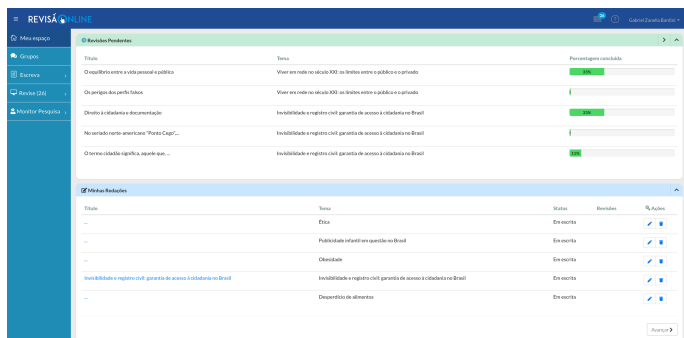 REVISÃONLINE
26
Gabriel Zanella Bardini
Meu espaço
Grupos
Escreva
Revise (26)
Monitor Pesquisa
Revisões Pendentes
Título Tema Porcentagem concluída
O equilíbrio entre a vida pessoal e pública Viver em rede no século XXI: os limites entre o público e o privado 33%
Os perigos dos perfis falsos Viver em rede no século XXI: os limites entre o público e o privado
Direito à cidadania e documentação Invisibilidade e registro civil: garantia de acesso à cidadania no Brasil 33%
No seriado norte-americano "Ponto Cego",... Invisibilidade e registro civil: garantia de acesso à cidadania no Brasil
O termo cidadão significa, aquele que, ... Invisibilidade e registro civil: garantia de acesso à cidadania no Brasil 11%
Minhas Redações
Título Tema Status Revisões Ações
... Ética Em escrita
... Publicidade infantil em questão no Brasil Em escrita
... Obesidade Em escrita
Invisibilidade e registro civil: garantia de acesso à cidadania no Brasil Invisibilidade e registro civil: garantia de acesso à cidadania no Brasil Em escrita
... Desperdício de alimentos Em escrita
Avançar